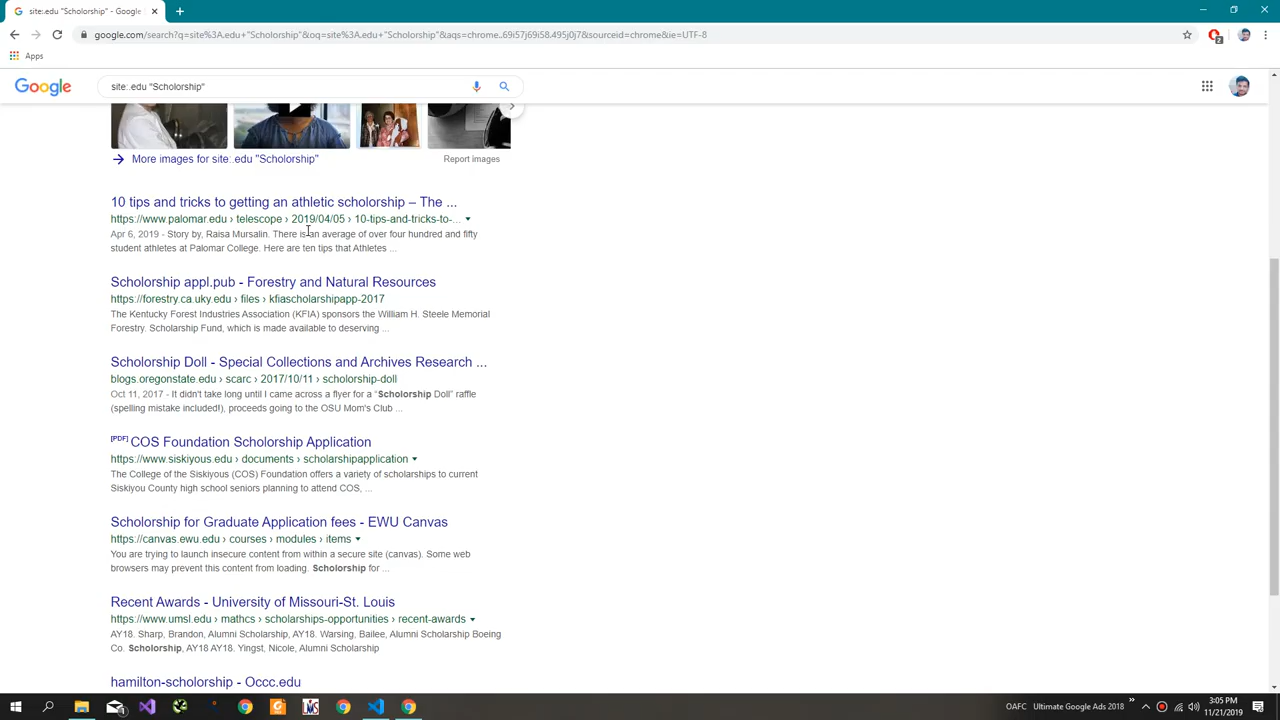 site:.edu "Scholorship" - Google
google.com/search?q=site%3A.edu+"Scholorship"&oq=site%3A.edu+"Scholorship"&aqs=chrome..69i57j69i58.495j0j7&sourceid=chrome&ie=UTF-8
2
Apps
Google
site:.edu "Scholorship"
More images for site:.edu "Scholorship"
Report images
10 tips and tricks to getting an athletic scholorship – The ...
https://www.palomar.edu › telescope › 2019/04/05 › 10-tips-and-tricks-to-...
Apr 6, 2019 - Story by, Raisa Mursalin. There is an average of over four hundred and fifty
student athletes at Palomar College. Here are ten tips that Athletes ...
Scholorship appl.pub - Forestry and Natural Resources
https://forestry.ca.uky.edu › files › kfiascholarshipapp-2017
The Kentucky Forest Industries Association (KFIA) sponsors the William H. Steele Memorial
Forestry. Scholarship Fund, which is made available to deserving ...
Scholorship Doll - Special Collections and Archives Research ...
blogs.oregonstate.edu › scarc › 2017/10/11 › scholorship-doll
Oct 11, 2017 - It didn't take long until I came across a flyer for a “Scholorship Doll” raffle
(spelling mistake included!), proceeds going to the OSU Mom's Club ...
[PDF] COS Foundation Scholorship Application
https://www.siskiyous.edu › documents › scholarshipapplication
The College of the Siskiyous (COS) Foundation offers a variety of scholarships to current
Siskiyou County high school seniors planning to attend COS, ...
Scholorship for Graduate Application fees - EWU Canvas
https://canvas.ewu.edu › courses › modules › items
You are trying to launch insecure content from within a secure site (canvas). Some web
browsers may prevent this content from loading. Scholorship for ...
Recent Awards - University of Missouri-St. Louis
https://www.umsl.edu › mathcs › scholarships-opportunities › recent-awards
AY18. Sharp, Brandon, Alumni Scholarship, AY18. Warsing, Bailee, Alumni Scholarship Boeing
Co. Scholorship, AY18 AY18. Yingst, Nicole, Alumni Scholarship
hamilton-scholorship - Occc.edu
OAFC
Ultimate Google Ads 2018
3:05 PM
11/21/2019